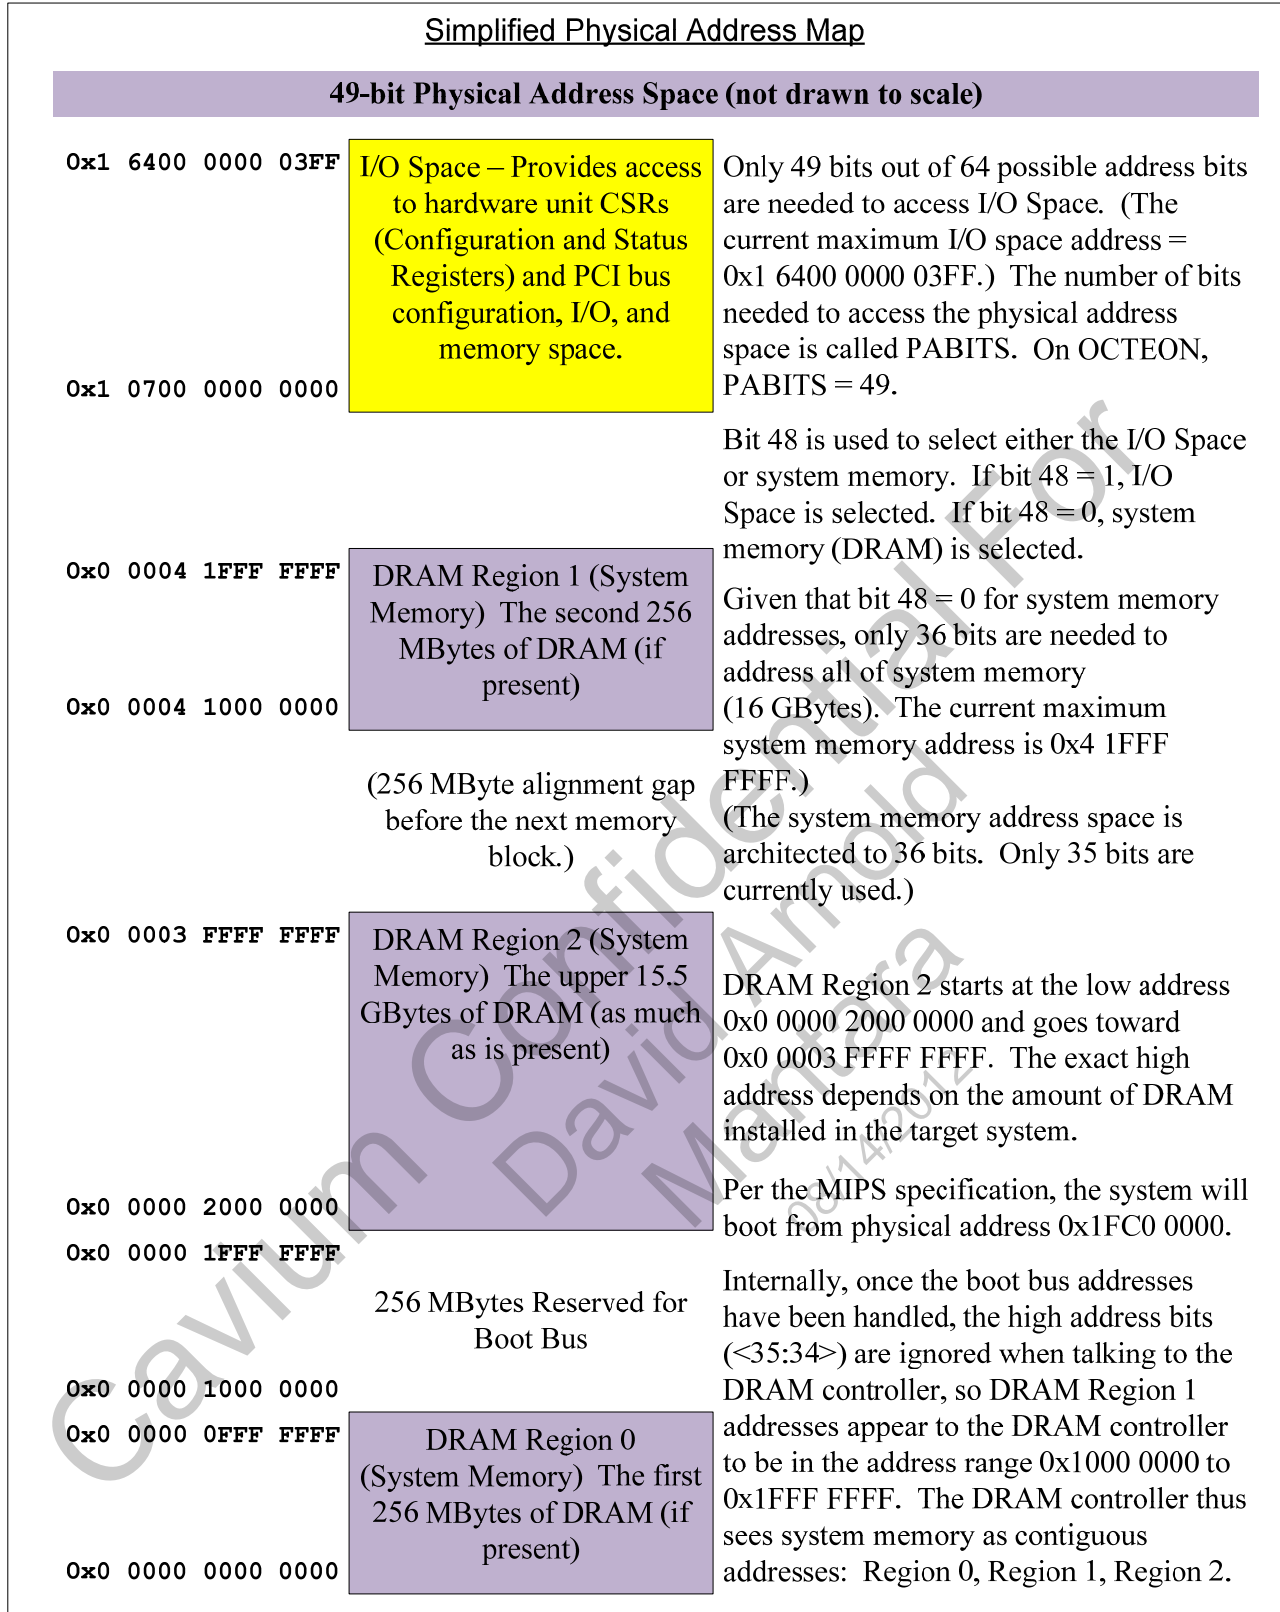 Simplified Physical Address Map
49-bit Physical Address Space (not drawn to scale)
0x1 6400 0000 03FF
I/O Space – Provides access
to hardware unit CSRs
(Configuration and Status
Registers) and PCI bus
configuration, I/O, and
memory space.
0x1 0700 0000 0000
Only 49 bits out of 64 possible address bits
are needed to access I/O Space. (The
current maximum I/O space address =
0x1 6400 0000 03FF.) The number of bits
needed to access the physical address
space is called PABITS. On OCTEON,
PABITS = 49.
Bit 48 is used to select either the I/O Space
or system memory. If bit 48 = 1, I/O
Space is selected. If bit 48 = 0, system
memory (DRAM) is selected.
0x0 0004 1FFF FFFF
DRAM Region 1 (System
Memory) The second 256
MBytes of DRAM (if
present)
0x0 0004 1000 0000
Given that bit 48 = 0 for system memory
addresses, only 36 bits are needed to
address all of system memory
(16 GBytes). The current maximum
system memory address is 0x4 1FFF
FFFF.)
(The system memory address space is
architected to 36 bits. Only 35 bits are
currently used.)
(256 MByte alignment gap
before the next memory
block.)
0x0 0003 FFFF FFFF
DRAM Region 2 (System
Memory) The upper 15.5
GBytes of DRAM (as much
as is present)
0x0 0000 2000 0000
DRAM Region 2 starts at the low address
0x0 0000 2000 0000 and goes toward
0x0 0003 FFFF FFFF. The exact high
address depends on the amount of DRAM
installed in the target system.
Per the MIPS specification, the system will
boot from physical address 0x1FC0 0000.
0x0 0000 1FFF FFFF
256 MBytes Reserved for
Boot Bus
0x0 0000 1000 0000
Internally, once the boot bus addresses
have been handled, the high address bits
(<35:34>) are ignored when talking to the
DRAM controller, so DRAM Region 1
addresses appear to the DRAM controller
to be in the address range 0x1000 0000 to
0x1FFF FFFF. The DRAM controller thus
sees system memory as contiguous
addresses: Region 0, Region 1, Region 2.
0x0 0000 0FFF FFFF
DRAM Region 0
(System Memory) The first
256 MBytes of DRAM (if
present)
0x0 0000 0000 0000
Cavium Confidential For
David Arnold
Mantara
08/14/2012